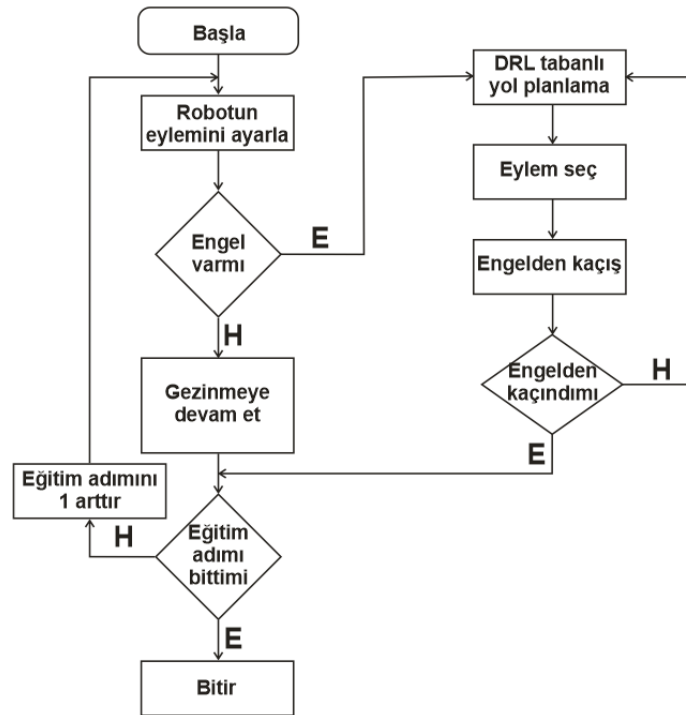 Başla
Robotun
eylemini ayarla
Engel
varmı
E
H
Gezinmeye
devam et
Eğitim adımını
1 arttır
H
Eğitim
adımı
bittimi
E
Bitir
DRL tabanlı
yol planlama
Eylem seç
Engelden kaçış
Engelden
kaçındımı
H
E